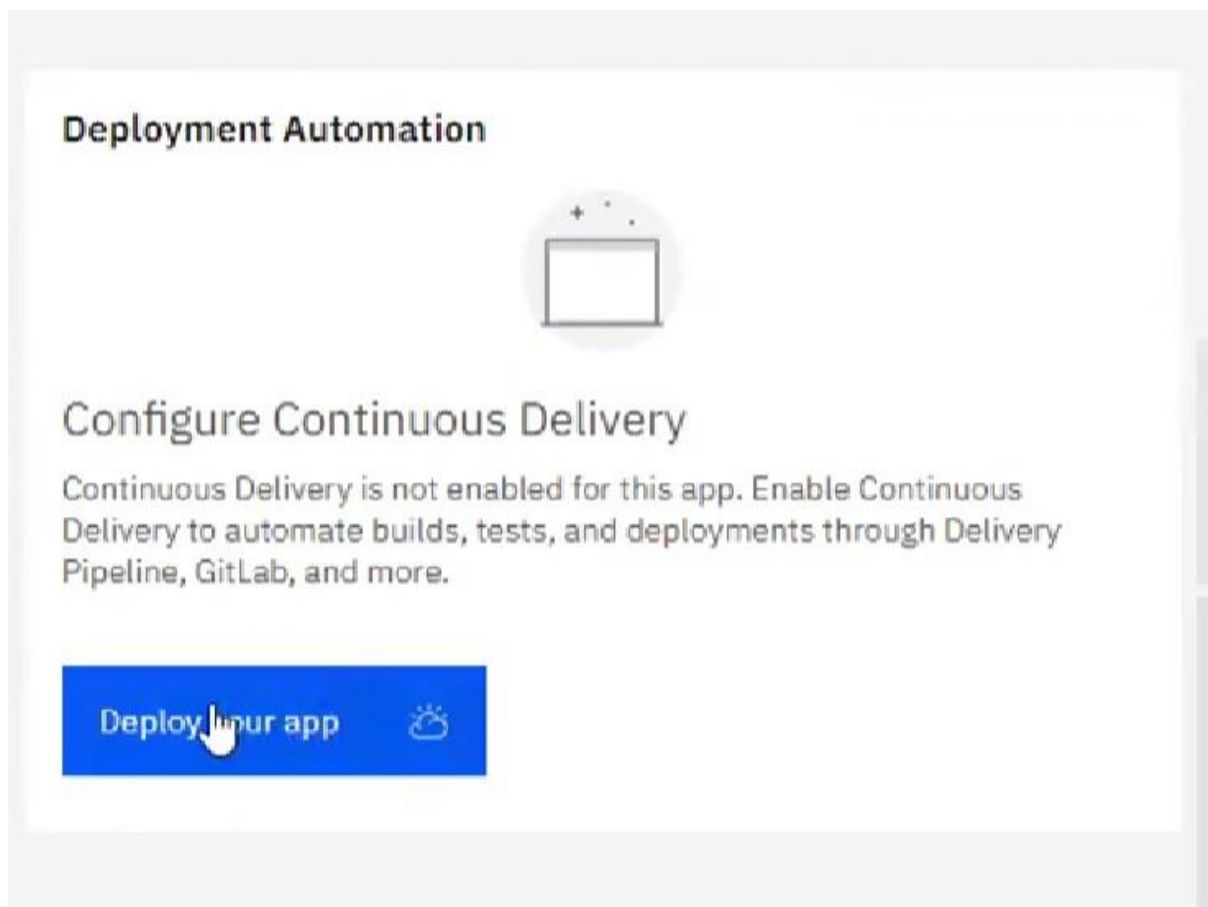 Deployment Automation
Configure Continuous Delivery
Continuous Delivery is not enabled for this app. Enable Continuous
Delivery to automate builds, tests, and deployments through Delivery
Pipeline, GitLab, and more.
Deploy your app